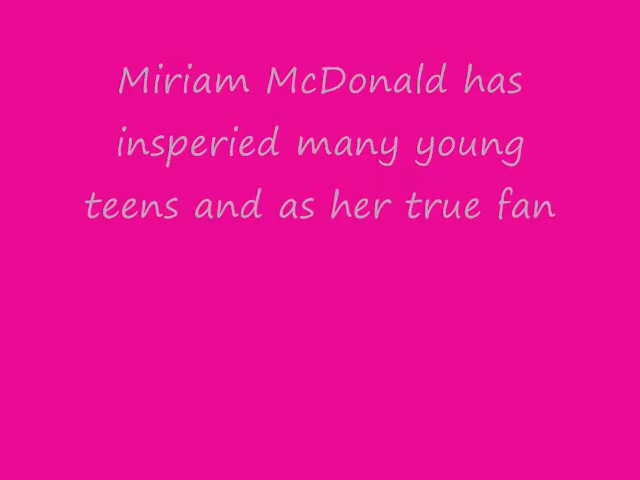 Miriam McDonald has
insperied many young
teens and as her true fan